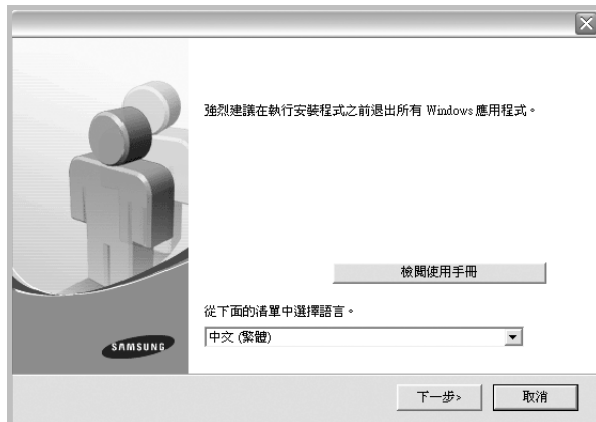 強烈建議在執行安裝程式之前退出所有 Windows 應用程式。
檢閱使用手冊
從下面的清單中選擇語言。
中文 (繁體)
SAMSUNG
下一步>
取消